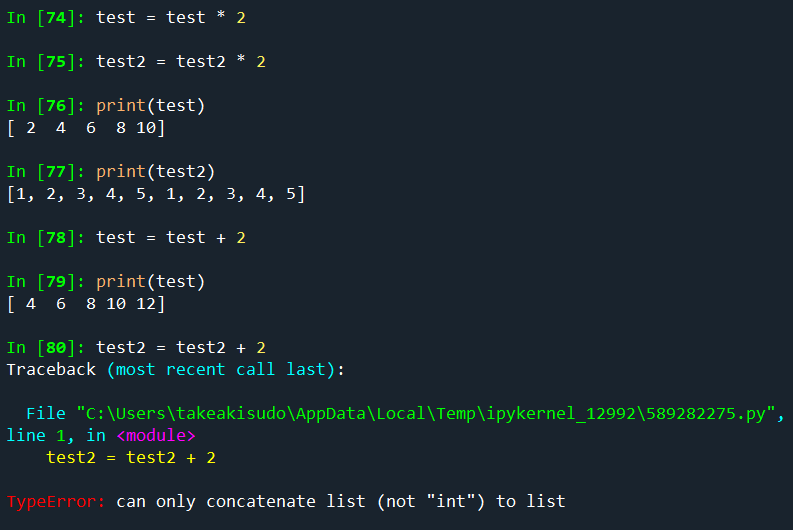 In [74]: test = test * 2
In [75]: test2 = test2 * 2
In [76]: print(test)
[ 2  4  6  8 10]
In [77]: print(test2)
[1, 2, 3, 4, 5, 1, 2, 3, 4, 5]
In [78]: test = test + 2
In [79]: print(test)
[ 4  6  8 10 12]
In [80]: test2 = test2 + 2
Traceback (most recent call last):
  File "C:\Users\takeakisudo\AppData\Local\Temp\ipykernel_12992\589282275.py",
line 1, in <module>
    test2 = test2 + 2
TypeError: can only concatenate list (not "int") to list